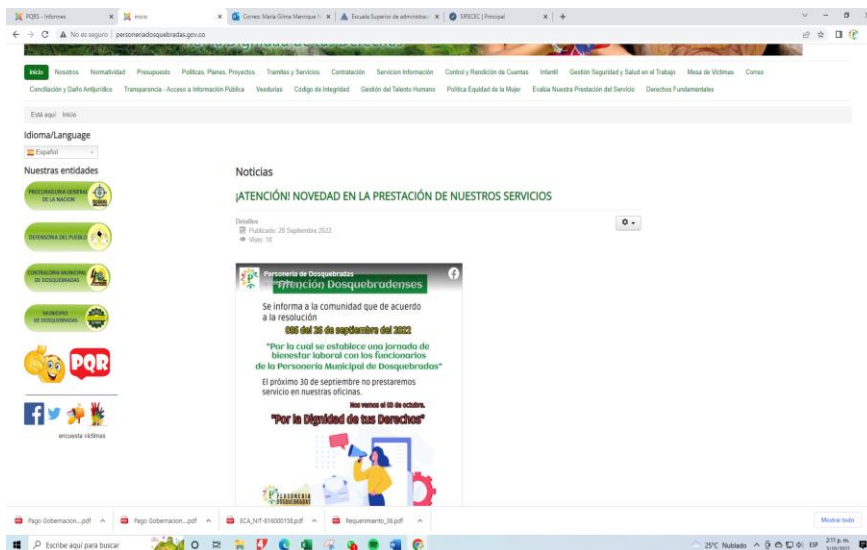 PQRS - Informes
Inicio
Correo: María Gilma Manrique
Escuela Superior de administrac
SIRECEC | Principal
No es seguro personeriadosquebradas.gov.co
Inicio Nosotros Normatividad Presupuesto Políticas, Planes, Proyectos Tramites y Servicios Contratación Servicion Información Control y Rendición de Cuentas Infantil Gestión Seguridad y Salud en el Trabajo Mesa de Victimas Correo
Conciliación y Daño Antijurídico Transparencia - Acceso a Información Pública Veedurías Código de Integridad Gestión del Talento Humano Política Equidad de la Mujer Evalúa Nuestra Prestación del Servicio Derechos Fundamentales
Está aquí: Inicio
Idioma/Language
Español
Nuestras entidades
PROCURADURIA GENERAL
DE LA NACION
DEFENSORIA DEL PUEBLO
CONTRALORIA MUNICIPAL
DE DOSQUEBRADAS
MUNICIPIO
DE DOSQUEBRADAS
PQR
encuesta victimas
Noticias
¡ATENCIÓN! NOVEDAD EN LA PRESTACIÓN DE NUESTROS SERVICIOS
Detalles
Publicado: 28 Septiembre 2022
Visto: 18
Personería de Dosquebradas
Atención Dosquebradenses
Se informa a la comunidad que de acuerdo
a la resolución
085 del 26 de septiembre del 2022
"Por la cual se establece una jornada de
bienestar laboral con los funcionarios
de la Personería Municipal de Dosquebradas"
El próximo 30 de septiembre no prestaremos
servicio en nuestras oficinas.
Nos vemos el 03 de octubre.
"Por la Dignidad de tus Derechos"
PERSONERIA
DOSQUEBRADAS
Pago Gobernacion....pdf
Pago Gobernacion....pdf
SCA_NIT-816000158.pdf
Requerimiento_38.pdf
Mostrar todo
Escribe aquí para buscar
25°C Nublado
ESP
2:11 p. m.